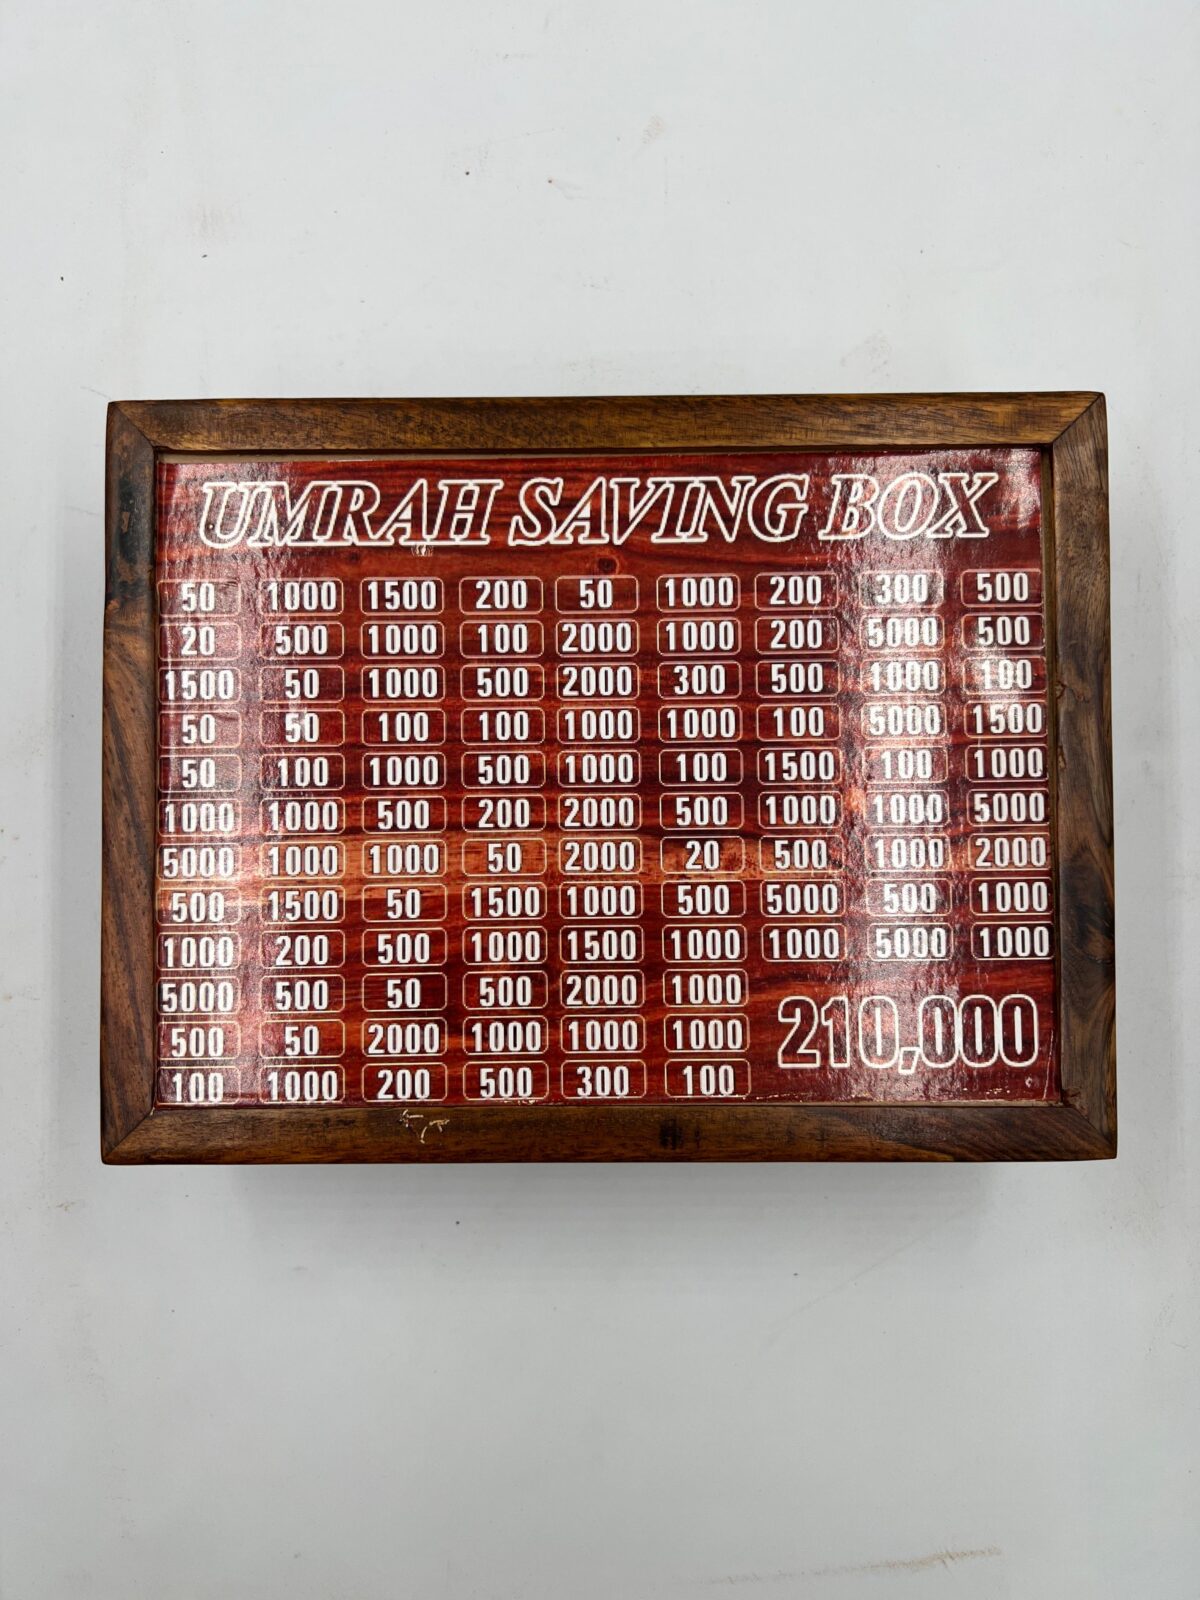 UMRAH SAVING BOX
50 1000 1500 200 50 1000 200 300 500
20 500 1000 100 2000 1000 200 5000 500
1500 50 1000 500 2000 300 500 1000 100
50 50 100 100 1000 1000 100 5000 1500
50 100 1000 500 1000 100 1500 100 1000
1000 1000 500 200 2000 500 1000 1000 5000
5000 1000 1000 50 2000 20 500 1000 2000
500 1500 50 1500 1000 500 5000 500 1000
1000 200 500 1000 1500 1000 1000 5000 1000
5000 500 50 500 2000 1000
500 50 2000 1000 1000 1000
100 1000 200 500 300 100
210,000